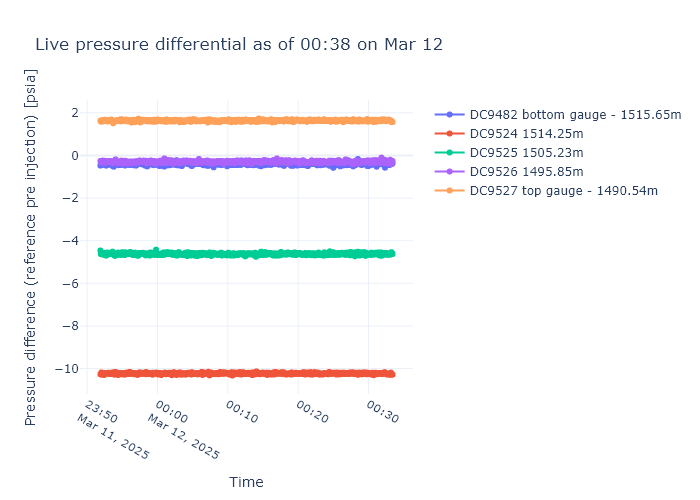 Live pressure differential as of 00:38 on Mar 12
Pressure difference (reference pre injection) [psia]
2
0
−2
−4
−6
−8
−10
23:50
Mar 11, 2025
00:00
Mar 12, 2025
00:10
00:20
00:30
Time
DC9482 bottom gauge - 1515.65m
DC9524 1514.25m
DC9525 1505.23m
DC9526 1495.85m
DC9527 top gauge - 1490.54m